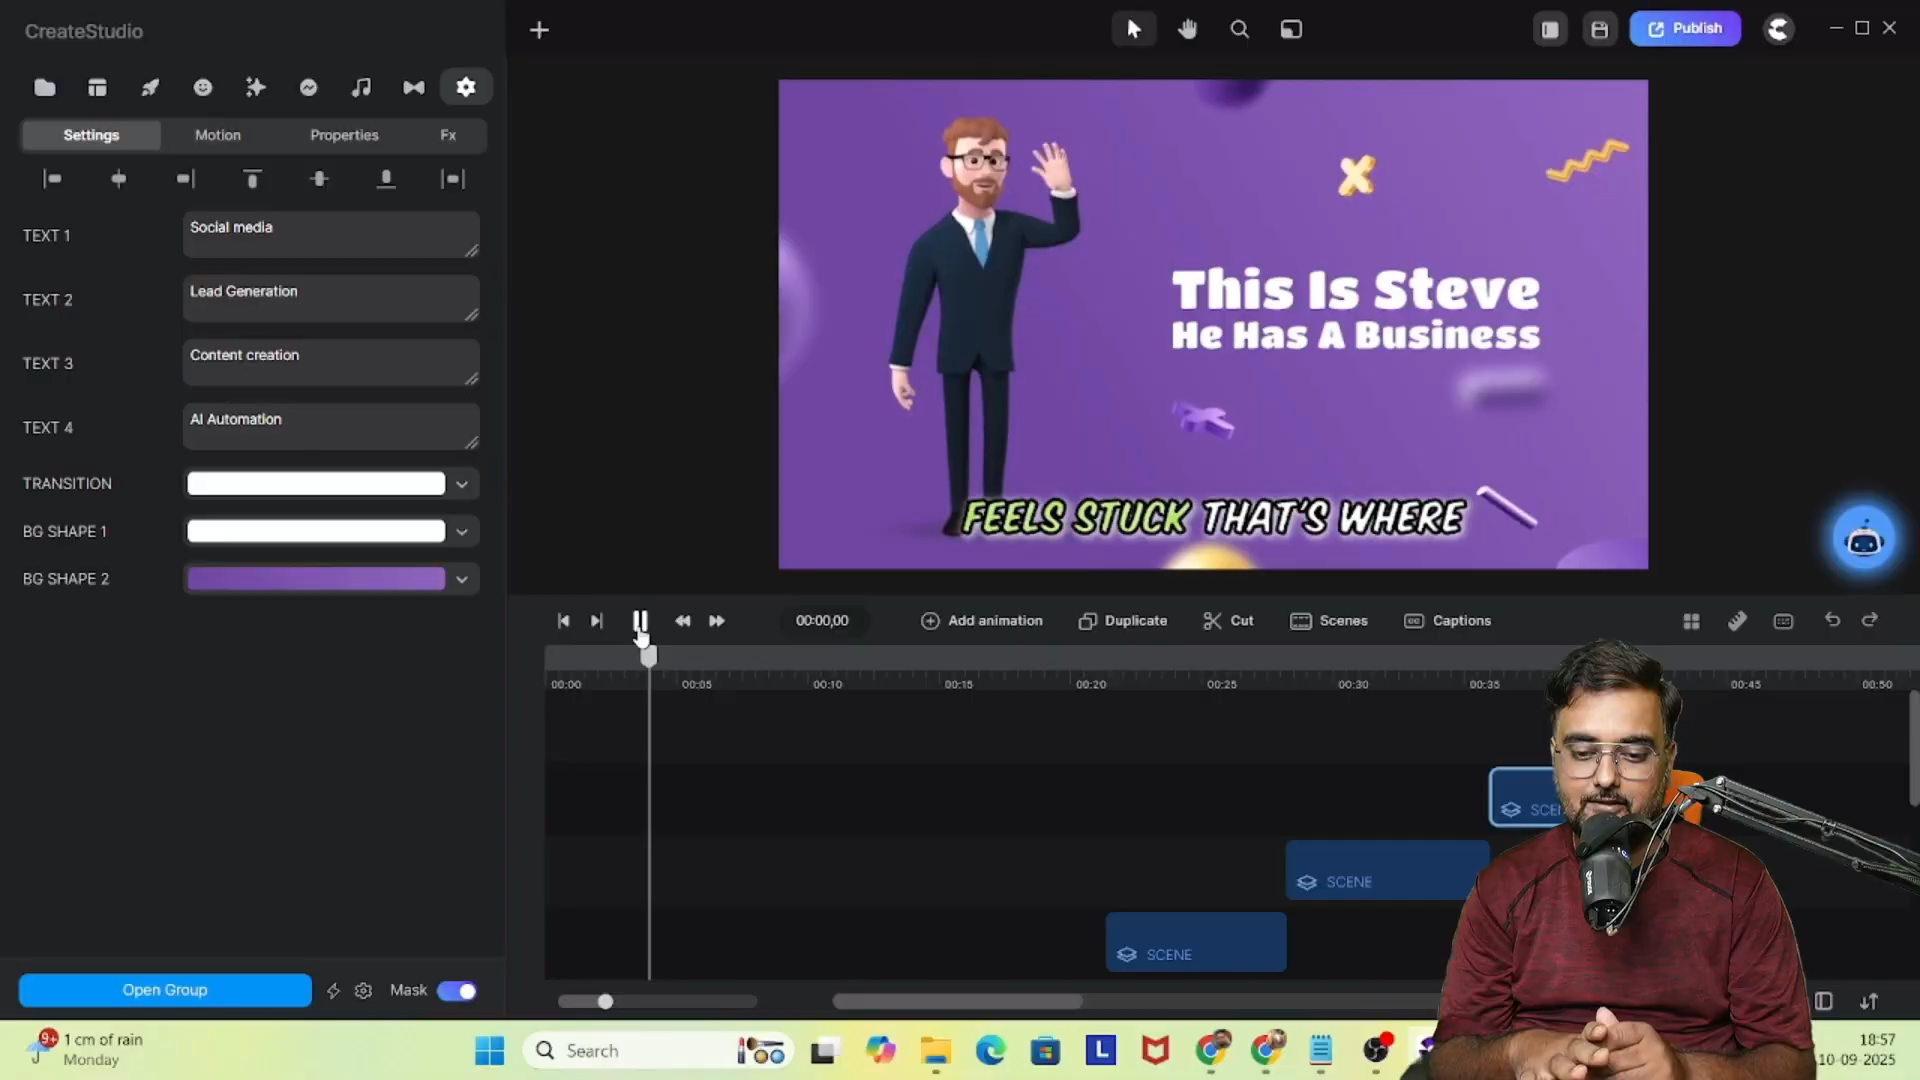 CreateStudio
Publish
Settings
Motion
Properties
Fx
TEXT 1
Social media
TEXT 2
Lead Generation
TEXT 3
Content creation
TEXT 4
AI Automation
TRANSITION
BG SHAPE 1
BG SHAPE 2
This Is Steve
He Has A Business
FEELS STUCK THAT'S WHERE
00:00,00
Add animation
Duplicate
Cut
Scenes
Captions
00:00
00:05
00:10
00:15
00:20
00:25
00:30
00:35
00:45
00:50
SCENE
SCENE
Open Group
Mask
9+
1 cm of rain
Monday
Search
L
18:57
10-09-2025